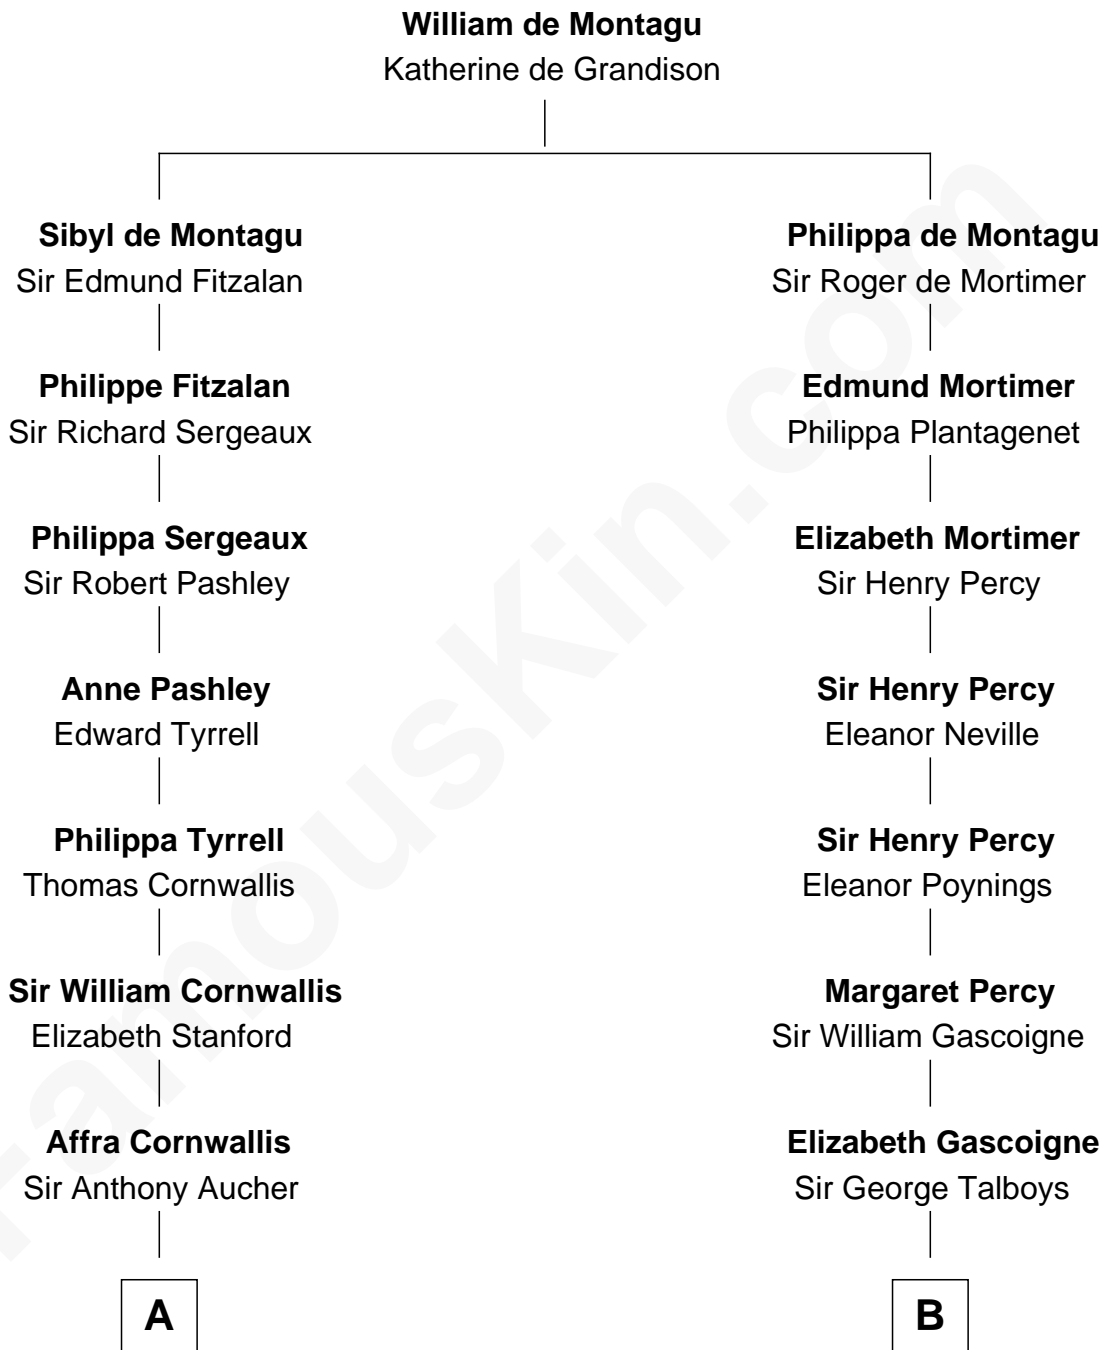 William de Montagu
Katherine de Grandison
Sibyl de Montagu
Sir Edmund Fitzalan
Philippe Fitzalan
Sir Richard Sergeaux
Philippa Sergeaux
Sir Robert Pashley
Anne Pashley
Edward Tyrrell
Philippa Tyrrell
Thomas Cornwallis
Sir William Cornwallis
Elizabeth Stanford
Affra Cornwallis
Sir Anthony Aucher
A
Philippa de Montagu
Sir Roger de Mortimer
Edmund Mortimer
Philippa Plantagenet
Elizabeth Mortimer
Sir Henry Percy
Sir Henry Percy
Eleanor Neville
Sir Henry Percy
Eleanor Poynings
Margaret Percy
Sir William Gascoigne
Elizabeth Gascoigne
Sir George Talboys
B
FamousKin.com